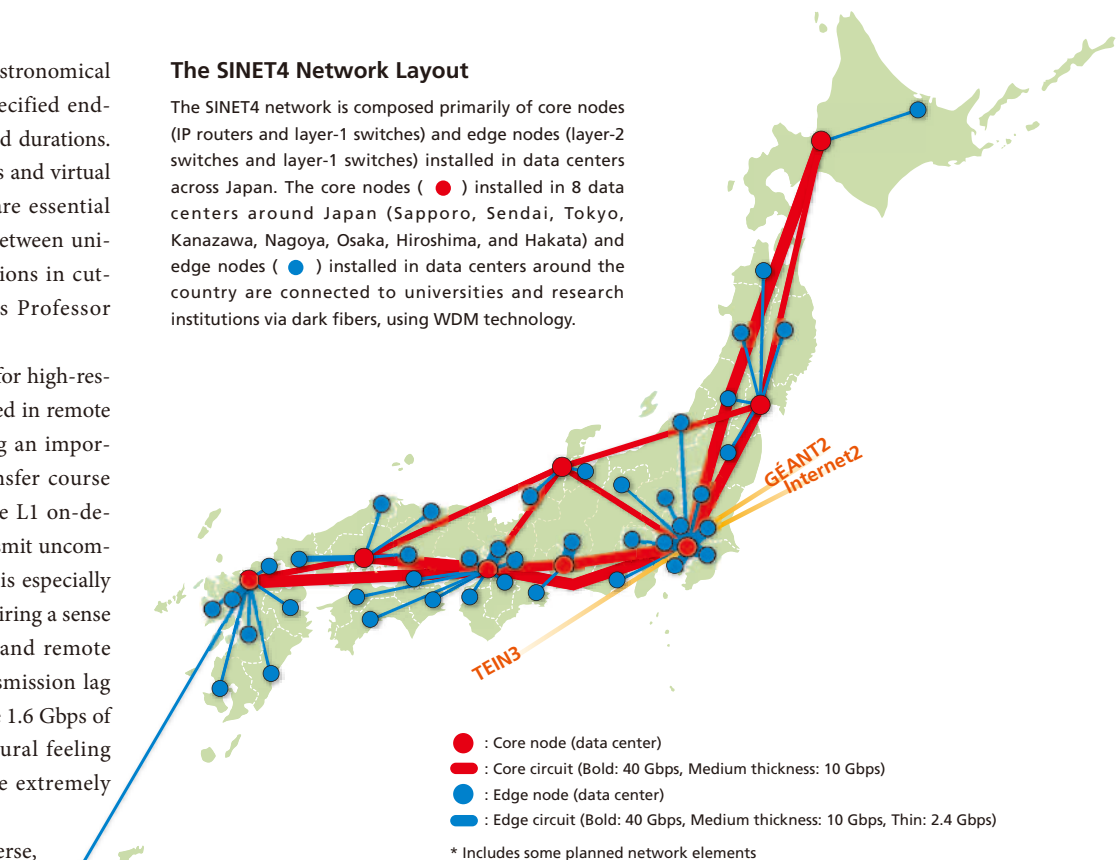 stronomical
ecified end-
d durations.
s and virtual
are essential
etween uni-
ions in cut-
s Professor
for high-res-
ed in remote
g an impor-
nsfer course
e L1 on-de-
smit uncom-
is especially
iring a sense
and remote
smission lag
e 1.6 Gbps of
ural feeling
e extremely
erse,
The SINET4 Network Layout
The SINET4 network is composed primarily of core nodes
(IP routers and layer-1 switches) and edge nodes (layer-2
switches and layer-1 switches) installed in data centers
across Japan. The core nodes ( ) installed in 8 data
centers around Japan (Sapporo, Sendai, Tokyo,
Kanazawa, Nagoya, Osaka, Hiroshima, and Hakata) and
edge nodes ( ) installed in data centers around the
country are connected to universities and research
institutions via dark fibers, using WDM technology.
GÉANT2
Internet2
TEIN3
: Core node (data center)
: Core circuit (Bold: 40 Gbps, Medium thickness: 10 Gbps)
: Edge node (data center)
: Edge circuit (Bold: 40 Gbps, Medium thickness: 10 Gbps, Thin: 2.4 Gbps)
* Includes some planned network elements